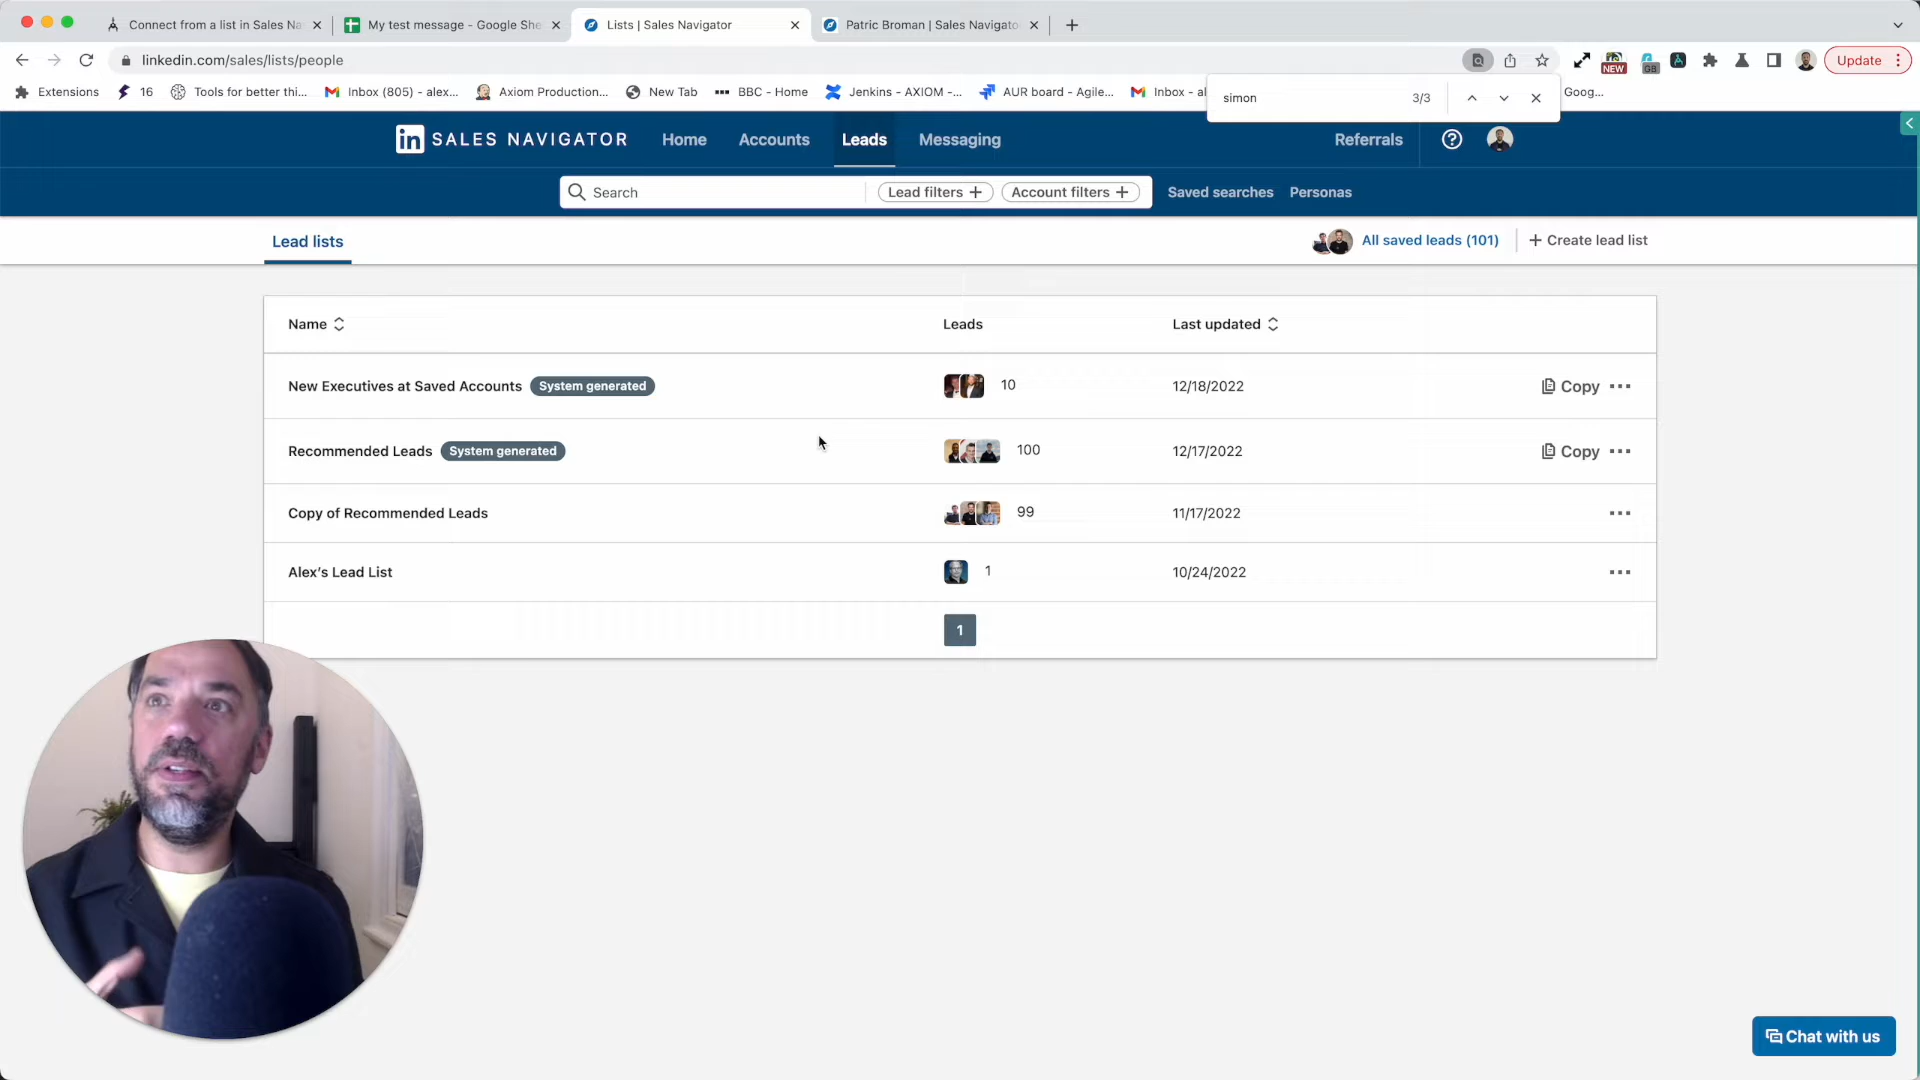 Connect from a list in Sales Na
My test message - Google She
Lists | Sales Navigator
Patric Broman | Sales Navigato
linkedin.com/sales/lists/people
NEW
GB
Update
Extensions
16
Tools for better thi...
Inbox (805) - alex...
Axiom Production...
New Tab
BBC - Home
Jenkins - AXIOM -...
AUR board - Agile...
Inbox - al
Goog...
simon
3/3
in SALES NAVIGATOR
Home
Accounts
Leads
Messaging
Referrals
Search
Lead filters +
Account filters +
Saved searches
Personas
Lead lists
All saved leads (101)
+ Create lead list
Name
Leads
Last updated
New Executives at Saved Accounts
System generated
10
12/18/2022
Copy
Recommended Leads
System generated
100
12/17/2022
Copy
Copy of Recommended Leads
99
11/17/2022
Alex's Lead List
1
10/24/2022
1
Chat with us